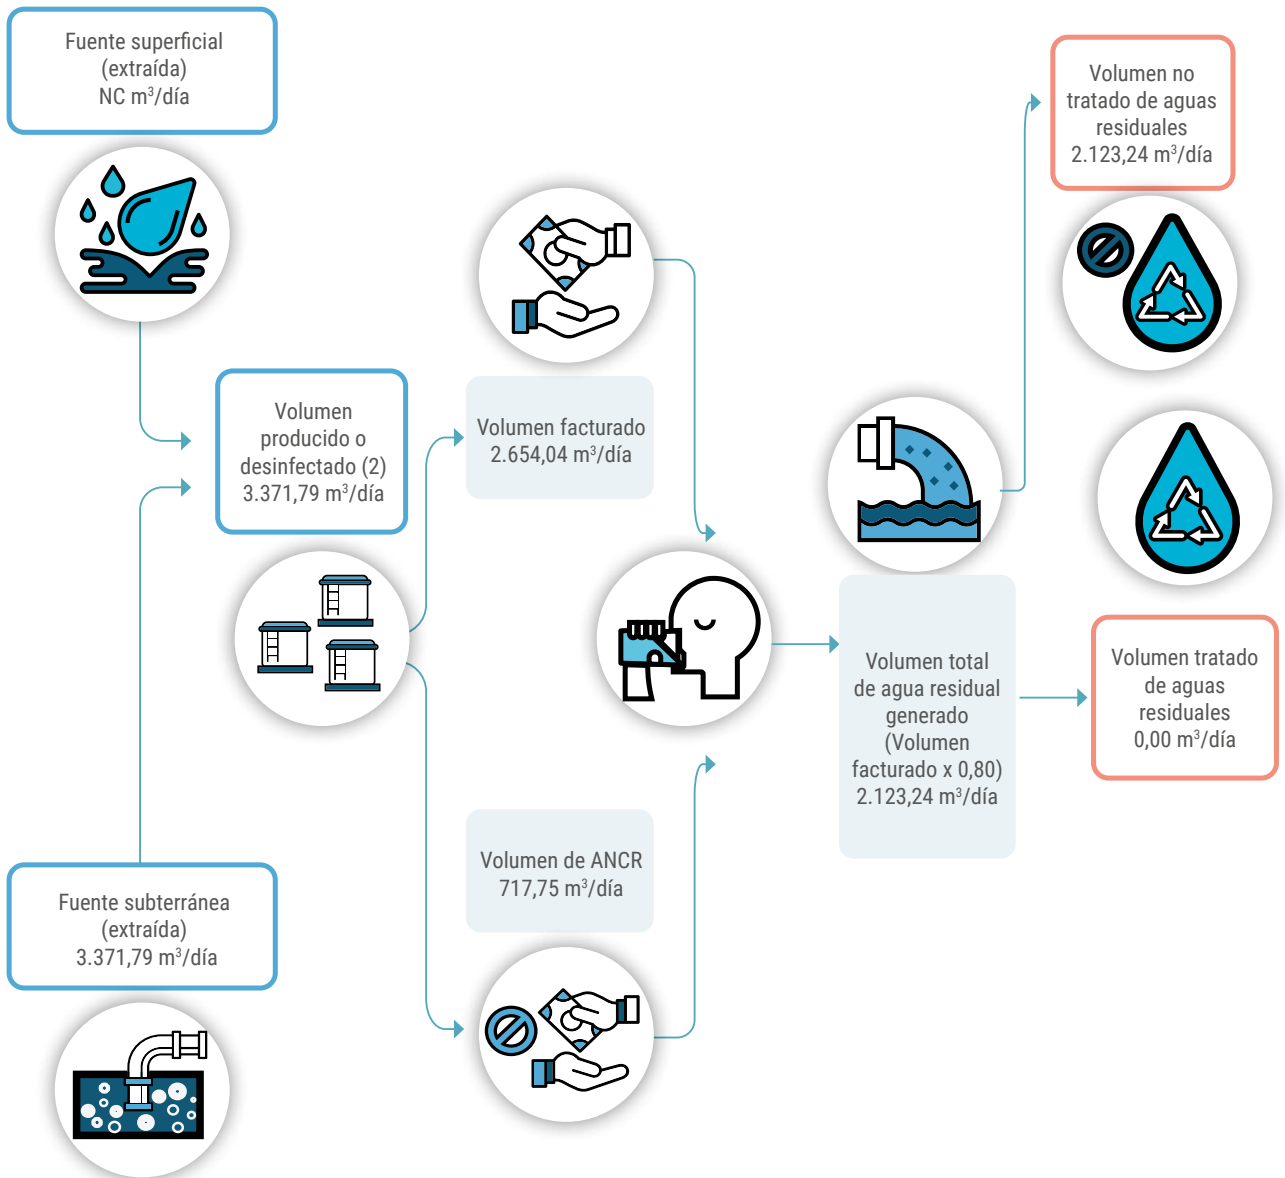 Fuente superficial
(extraída)
NC m³/día
Volumen
producido o
desinfectado (2)
3.371,79 m³/día
Fuente subterránea
(extraída)
3.371,79 m³/día
Volumen facturado
2.654,04 m³/día
Volumen de ANCR
717,75 m³/día
Volumen total
de agua residual
generado
(Volumen
facturado x 0,80)
2.123,24 m³/día
Volumen no
tratado de aguas
residuales
2.123,24 m³/día
Volumen tratado
de aguas
residuales
0,00 m³/día